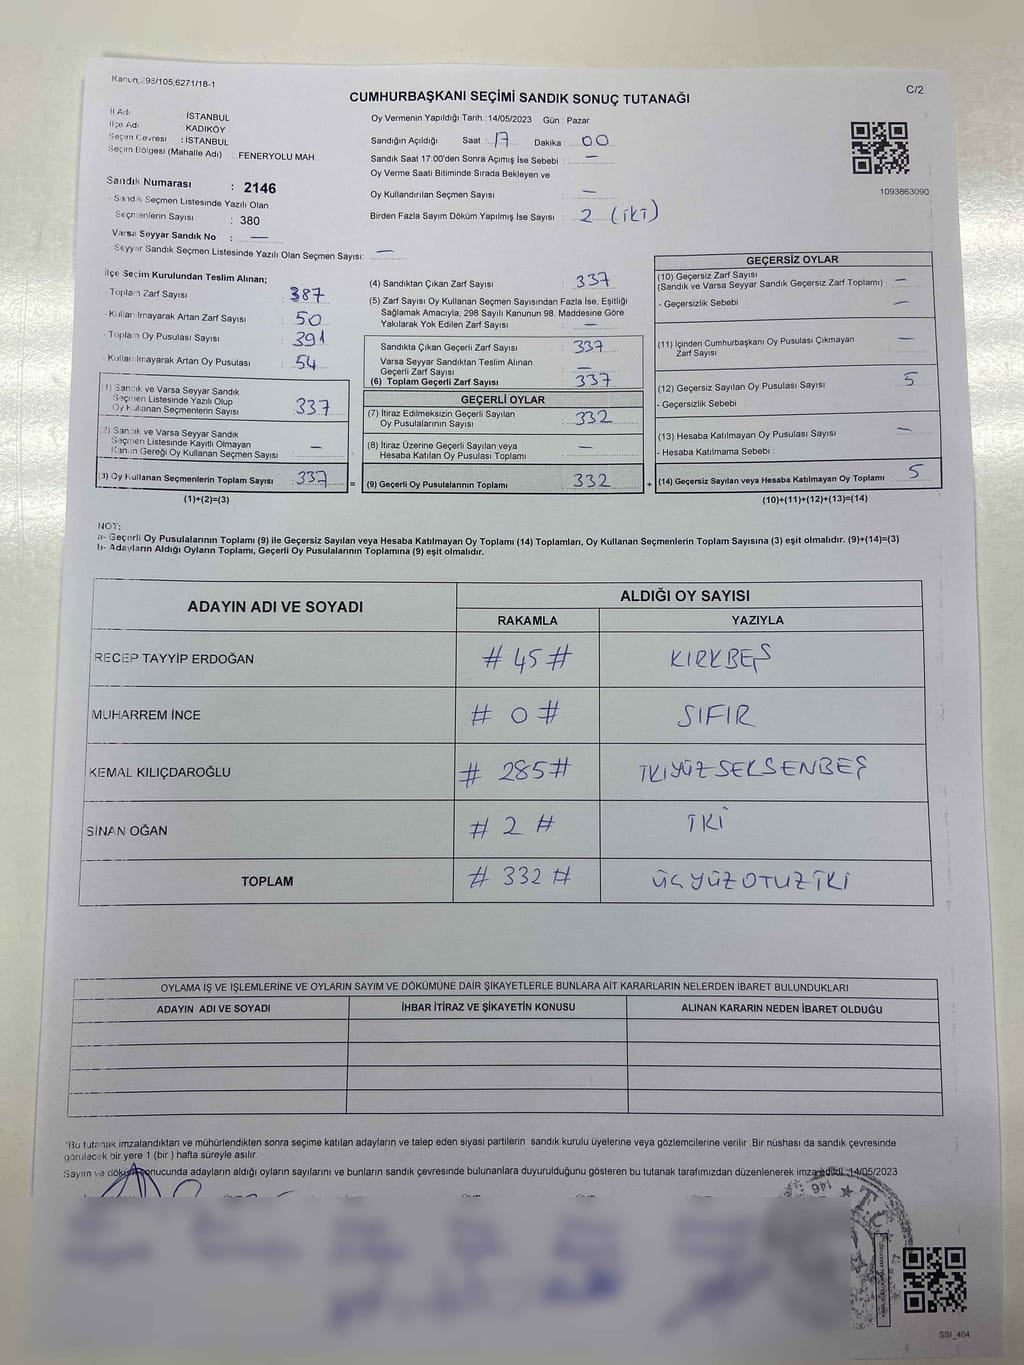 Kanun 298/105,6271/18-1
C/2
CUMHURBAŞKANI SEÇİMİ SANDIK SONUÇ TUTANAĞI
İl Adı : İSTANBUL
İlçe Adı : KADIKÖY
Seçim Çevresi : İSTANBUL
Seçim Bölgesi (Mahalle Adı) : FENERYOLU MAH.
Sandık Numarası : 2146
Sandık Seçmen Listesinde Yazılı Olan
Seçmenlerin Sayısı : 380
Varsa Seyyar Sandık No : —
Seyyar Sandık Seçmen Listesinde Yazılı Olan Seçmen Sayısı: —
Oy Vermenin Yapıldığı Tarih :14/05/2023 Gün : Pazar
Sandığın Açıldığı Saat : 17 Dakika : 00
Sandık Saat 17:00'den Sonra Açımış İse Sebebi : —
Oy Verme Saati Bitiminde Sırada Bekleyen ve
Oy Kullandırılan Seçmen Sayısı : —
Birden Fazla Sayım Döküm Yapılmış İse Sayısı : 2 (İKİ)
1093863090
İlçe Seçim Kurulundan Teslim Alınan;
Toplam Zarf Sayısı : 387
Kullanılmayarak Artan Zarf Sayısı : 50
Toplam Oy Pusulası Sayısı : 391
Kullanılmayarak Artan Oy Pusulası : 54
1) Sandık ve Varsa Seyyar Sandık
Seçmen Listesinde Yazılı Olup
Oy Kullanan Seçmenlerin Sayısı : 337
2) Sandık ve Varsa Seyyar Sandık
Seçmen Listesinde Kayıtlı Olmayan
Kanun Gereği Oy Kullanan Seçmen Sayısı : —
(3) Oy Kullanan Seçmenlerin Toplam Sayısı : 337 =
(1)+(2)=(3)
(4) Sandıktan Çıkan Zarf Sayısı : 337
(5) Zarf Sayısı Oy Kullanan Seçmen Sayısından Fazla İse, Eşitliği
Sağlamak Amacıyla; 298 Sayılı Kanunun 98. Maddesine Göre
Yakılarak Yok Edilen Zarf Sayısı : —
Sandıkta Çıkan Geçerli Zarf Sayısı : 337
Varsa Seyyar Sandıktan Teslim Alınan
Geçerli Zarf Sayısı : —
(6) Toplam Geçerli Zarf Sayısı : 337
GEÇERLİ OYLAR
(7) İtiraz Edilmeksizin Geçerli Sayılan
Oy Pusulalarının Sayısı : 332
(8) İtiraz Üzerine Geçerli Sayılan veya
Hesaba Katılan Oy Pusulası Toplamı : —
(9) Geçerli Oy Pusulalarının Toplamı : 332 +
GEÇERSİZ OYLAR
(10) Geçersiz Zarf Sayısı
(Sandık ve Varsa Seyyar Sandık Geçersiz Zarf Toplamı) : —
- Geçersizlik Sebebi : —
(11) İçinden Cumhurbaşkanı Oy Pusulası Çıkmayan
Zarf Sayısı : —
(12) Geçersiz Sayılan Oy Pusulası Sayısı : 5
- Geçersizlik Sebebi :
(13) Hesaba Katılmayan Oy Pusulası Sayısı : —
- Hesaba Katılmama Sebebi :
(14) Geçersiz Sayılan veya Hesaba Katılmayan Oy Toplamı : 5
(10)+(11)+(12)+(13)=(14)
NOT:
a- Geçerli Oy Pusulalarının Toplamı (9) ile Geçersiz Sayılan veya Hesaba Katılmayan Oy Toplamı (14) Toplamları, Oy Kullanan Seçmenlerin Toplam Sayısına (3) eşit olmalıdır. (9)+(14)=(3)
b- Adayların Aldığı Oyların Toplamı, Geçerli Oy Pusulalarının Toplamına (9) eşit olmalıdır.
ADAYIN ADI VE SOYADI
ALDIĞI OY SAYISI
RAKAMLA YAZIYLA
RECEP TAYYİP ERDOĞAN # 45 # KIRKBEŞ
MUHARREM İNCE # 0 # SIFIR
KEMAL KILIÇDAROĞLU # 285 # İKİYÜZSEKSENBEŞ
SİNAN OĞAN # 2 # İKİ
TOPLAM # 332 # ÜÇYÜZOTUZİKİ
OYLAMA İŞ VE İŞLEMLERİNE VE OYLARIN SAYIM VE DÖKÜMÜNE DAİR ŞİKAYETLERLE BUNLARA AİT KARARLARIN NELERDEN İBARET BULUNDUKLARI
ADAYIN ADI VE SOYADI İHBAR İTİRAZ VE ŞİKAYETİN KONUSU ALINAN KARARIN NEDEN İBARET OLDUĞU
*Bu tutanak imzalandıktan ve mühürlendikten sonra seçime katılan adayların ve talep eden siyasi partilerin sandık kurulu üyelerine veya gözlemcilerine verilir .Bir nüshası da sandık çevresinde
görülecek bir yere 1 (bir ) hafta süreyle asılır.
Sayım ve döküm sonucunda adayların aldığı oyların sayılarını ve bunların sandık çevresinde bulunanlara duyurulduğunu gösteren bu tutanak tarafımızdan düzenlenerek imza edildi. 14/05/2023
146 ★ T.C.
SSI_404